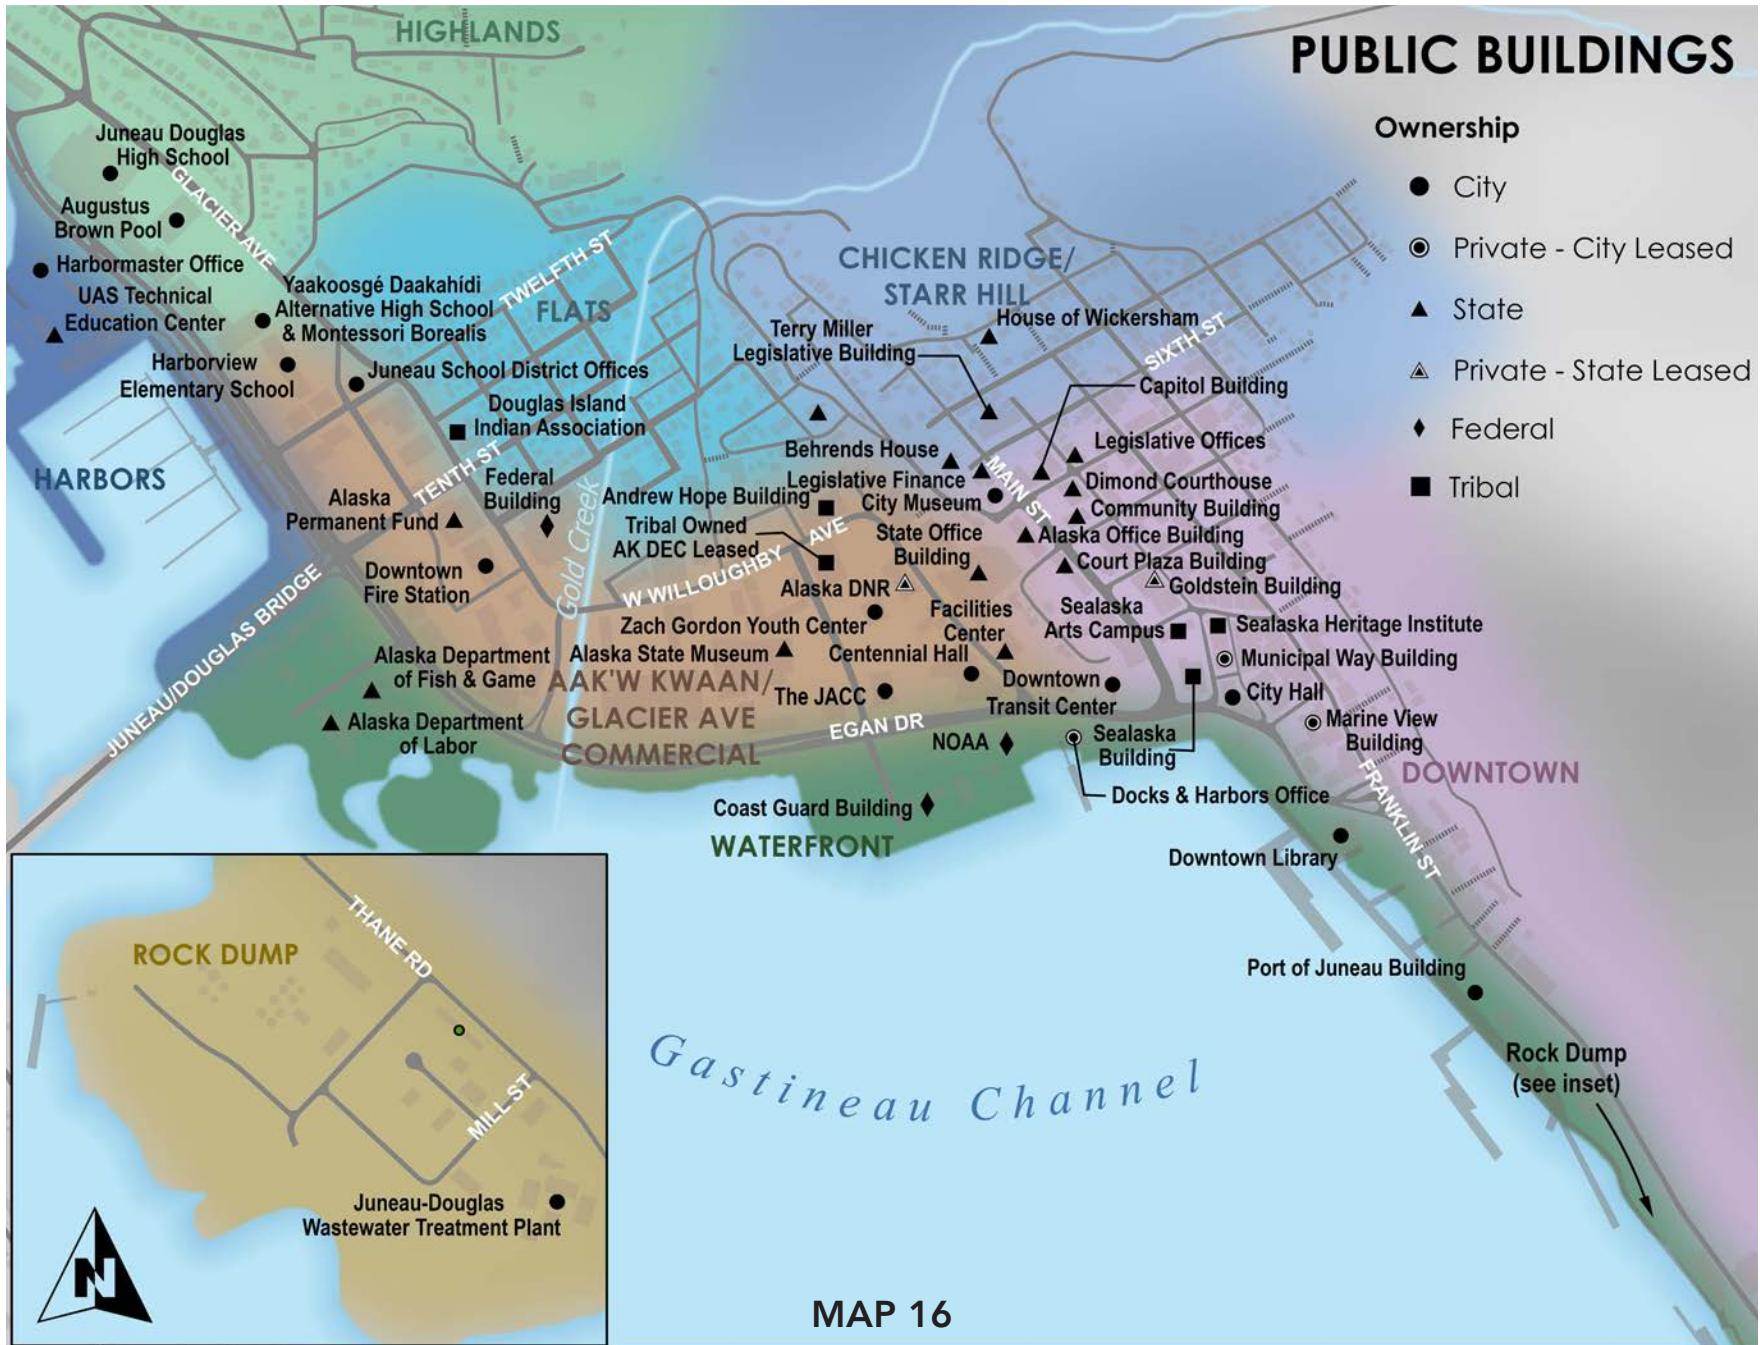 PUBLIC BUILDINGS
Ownership
City
Private - City Leased
State
Private - State Leased
Federal
Tribal
HIGHLANDS
Juneau Douglas
High School
GLACIER AVE
Augustus
Brown Pool
Harbormaster Office
UAS Technical
Education Center
Yaakoosgé Daakahídi
Alternative High School
& Montessori Borealis
TWELFTH ST
FLATS
Harborview
Elementary School
Juneau School District Offices
Douglas Island
Indian Association
HARBORS
TENTH ST
Alaska
Permanent Fund
Federal
Building
Downtown
Fire Station
Gold Creek
JUNEAU/DOUGLAS BRIDGE
CHICKEN RIDGE/
STARR HILL
House of Wickersham
Terry Miller
Legislative Building
SIXTH ST
Capitol Building
Behrends House
Legislative Finance
City Museum
MAIN ST
Legislative Offices
Dimond Courthouse
Community Building
Alaska Office Building
Court Plaza Building
Goldstein Building
Andrew Hope Building
Tribal Owned
AK DEC Leased
W WILLOUGHBY AVE
State Office
Building
Alaska DNR
Zach Gordon Youth Center
Facilities
Center
Sealaska
Arts Campus
Sealaska Heritage Institute
Municipal Way Building
City Hall
Marine View
Building
Alaska State Museum
Centennial Hall
The JACC
Downtown
Transit Center
Alaska Department
of Fish & Game
Alaska Department
of Labor
AAK'W KWAAN/
GLACIER AVE
COMMERCIAL
EGAN DR
NOAA
Sealaska
Building
Docks & Harbors Office
Coast Guard Building
WATERFRONT
DOWNTOWN
FRANKLIN ST
Downtown Library
Port of Juneau Building
Rock Dump
(see inset)
Gastineau Channel
ROCK DUMP
THANE RD
MILL ST
Juneau-Douglas
Wastewater Treatment Plant
N
MAP 16